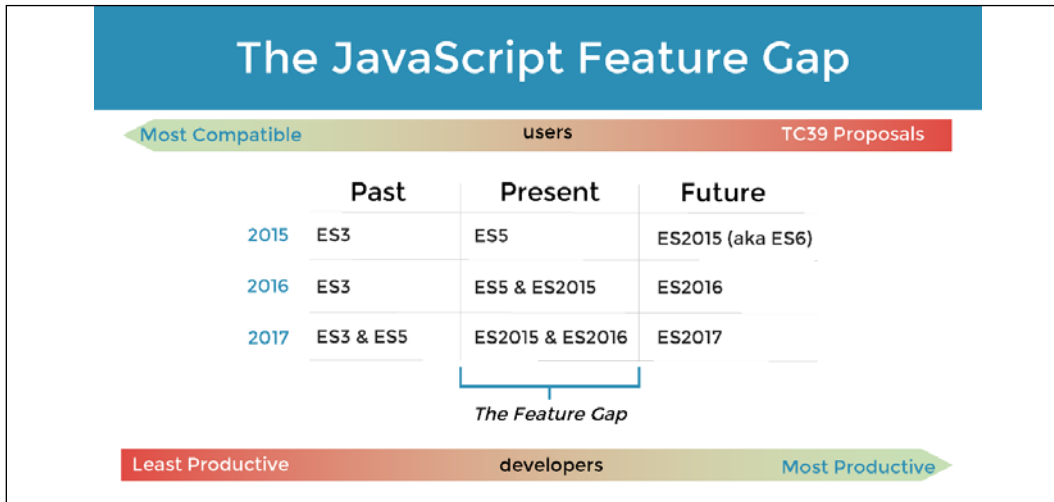 The JavaScript Feature Gap
Most Compatible users TC39 Proposals
Past Present Future
2015 ES3 ES5 ES2015 (aka ES6)
2016 ES3 ES5 & ES2015 ES2016
2017 ES3 & ES5 ES2015 & ES2016 ES2017
The Feature Gap
Least Productive developers Most Productive